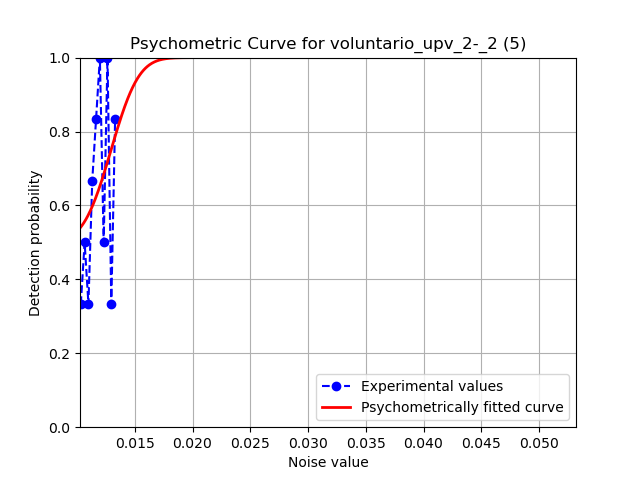 Psychometric Curve for voluntario_upv_2-_2 (5)
1.0
0.8
0.6
0.4
0.2
0.0
Detection probability
Experimental values
Psychometrically fitted curve
0.015 0.020 0.025 0.030 0.035 0.040 0.045 0.050
Noise value